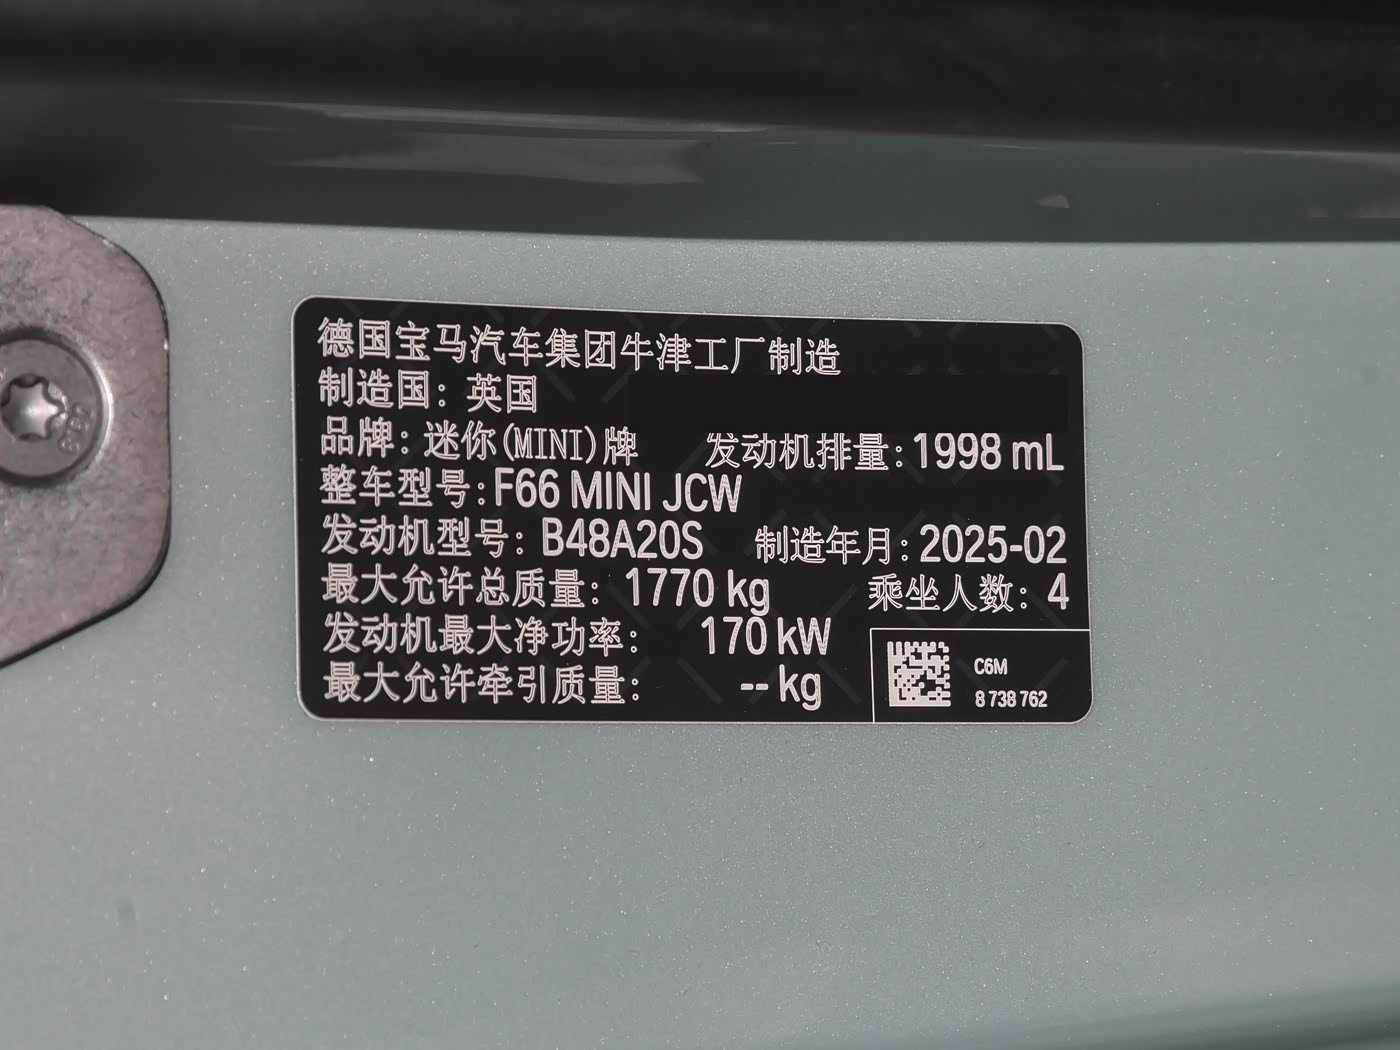 德国宝马汽车集团牛津工厂制造
制造国：英国
品牌：迷你(MINI)牌 发动机排量：1998 mL
整车型号：F66 MINI JCW
发动机型号：B48A20S 制造年月：2025-02
最大允许总质量：1770 kg 乘坐人数：4
发动机最大净功率：170 kW
最大允许牵引质量：-- kg
C6M
8 738 762